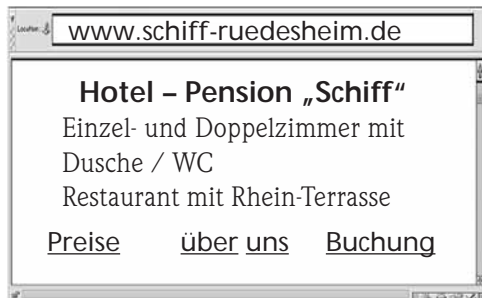 Location:
www.schiff-ruedesheim.de
Hotel – Pension „Schiff“
Einzel- und Doppelzimmer mit
Dusche / WC
Restaurant mit Rhein-Terrasse
Preise über uns Buchung